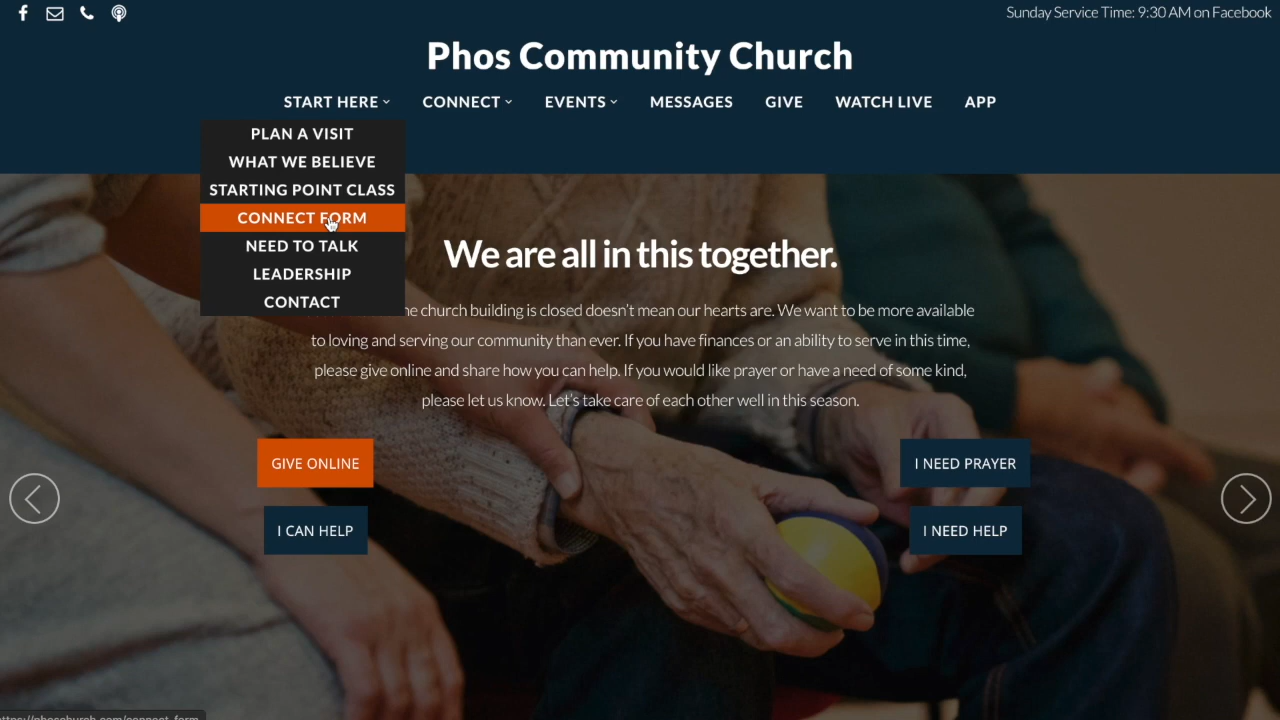 Sunday Service Time: 9:30 AM on Facebook
Phos Community Church
START HERE CONNECT EVENTS MESSAGES GIVE WATCH LIVE APP
PLAN A VISIT
WHAT WE BELIEVE
STARTING POINT CLASS
CONNECT FORM
NEED TO TALK
LEADERSHIP
CONTACT
We are all in this together.
church building is closed doesn't mean our hearts are. We want to be more available
to loving and serving our community than ever. If you have finances or an ability to serve in this time,
please give online and share how you can help. If you would like prayer or have a need of some kind,
please let us know. Let's take care of each other well in this season.
GIVE ONLINE
I NEED PRAYER
I CAN HELP
I NEED HELP